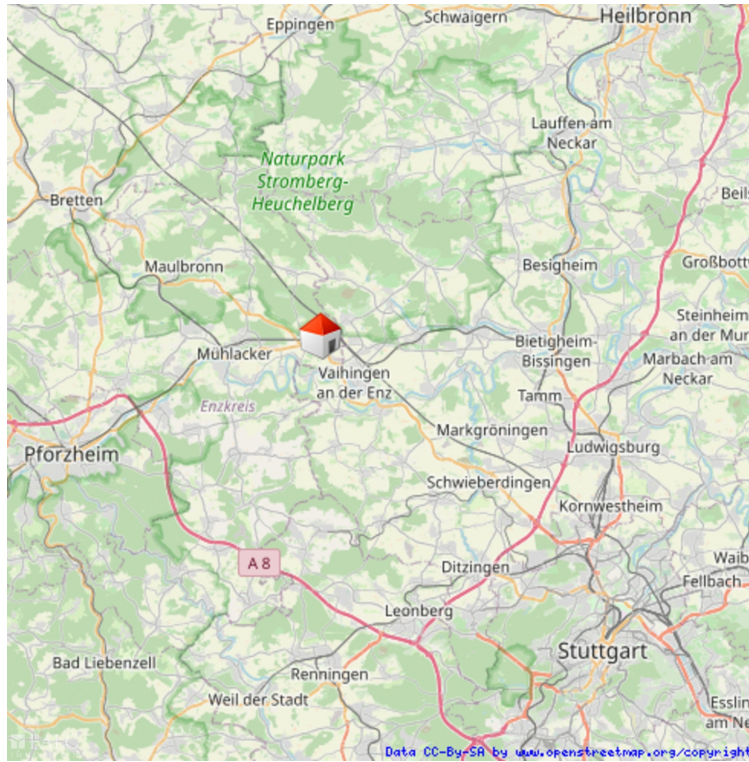 Eppingen
Schwaigern
Heilbronn
Lauffen am
Neckar
Naturpark
Stromberg-
Heuchelberg
Bretten
Beils
Maulbronn
Besigheim
Großbottw
Steinheim
an der Mur
Mühlacker
Bietigheim-
Bissingen
Marbach am
Neckar
Vaihingen
an der Enz
Tamm
Enzkreis
Markgröningen
Pforzheim
Ludwigsburg
Schwieberdingen
Kornwestheim
A 8
Ditzingen
Waib
Fellbach
Leonberg
Stuttgart
Bad Liebenzell
Renningen
Weil der Stadt
Esslin
am Ne
Data CC-By-SA by www.openstreetmap.org/copyright